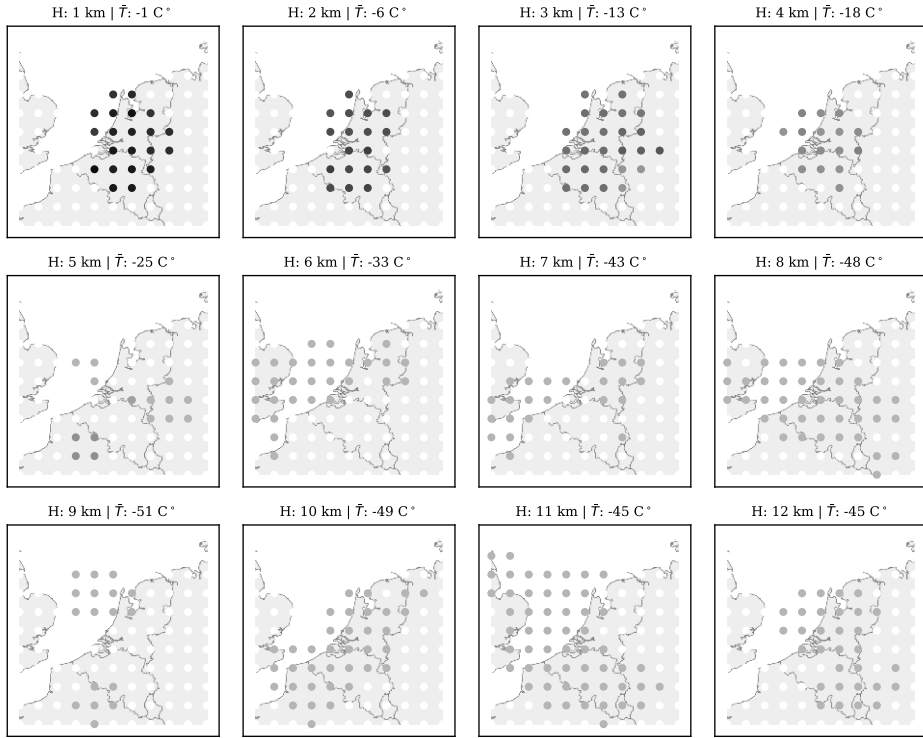 H: 1 km | T̄: -1 C°
H: 2 km | T̄: -6 C°
H: 3 km | T̄: -13 C°
H: 4 km | T̄: -18 C°
H: 5 km | T̄: -25 C°
H: 6 km | T̄: -33 C°
H: 7 km | T̄: -43 C°
H: 8 km | T̄: -48 C°
H: 9 km | T̄: -51 C°
H: 10 km | T̄: -49 C°
H: 11 km | T̄: -45 C°
H: 12 km | T̄: -45 C°